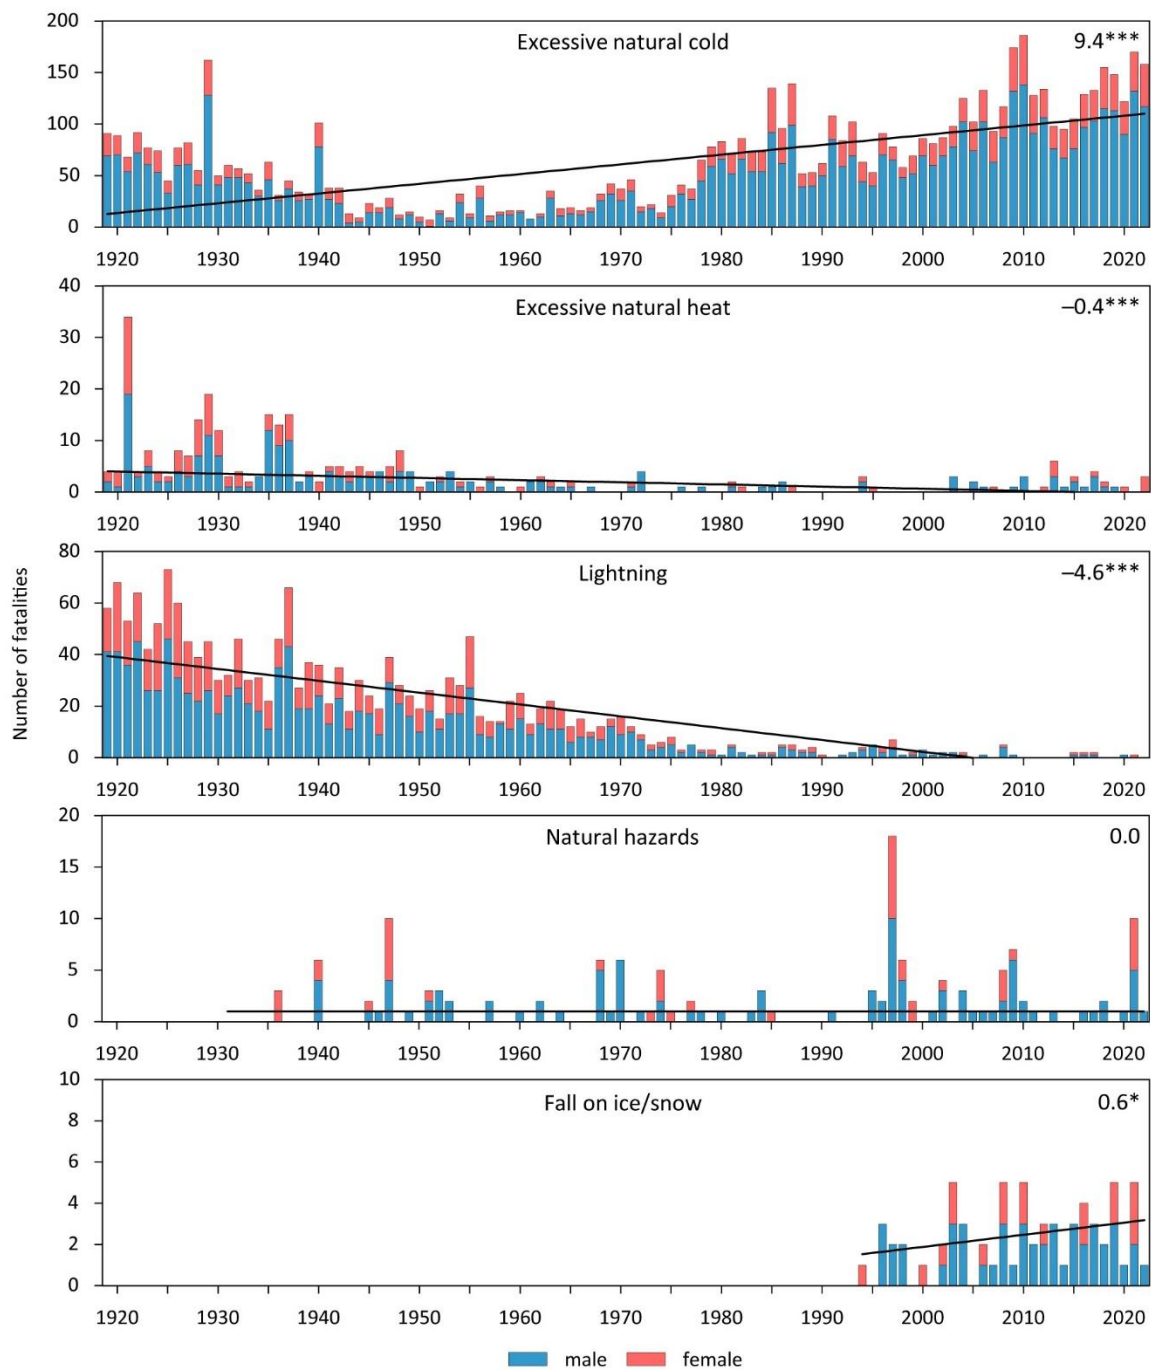 200
150
100
50
0
Excessive natural cold
9.4***
1920 1930 1940 1950 1960 1970 1980 1990 2000 2010 2020
40
30
20
10
0
Excessive natural heat
–0.4***
1920 1930 1940 1950 1960 1970 1980 1990 2000 2010 2020
Number of fatalities
80
60
40
20
0
Lightning
–4.6***
1920 1930 1940 1950 1960 1970 1980 1990 2000 2010 2020
20
15
10
5
0
Natural hazards
0.0
1920 1930 1940 1950 1960 1970 1980 1990 2000 2010 2020
10
8
6
4
2
0
Fall on ice/snow
0.6*
1920 1930 1940 1950 1960 1970 1980 1990 2000 2010 2020
male female